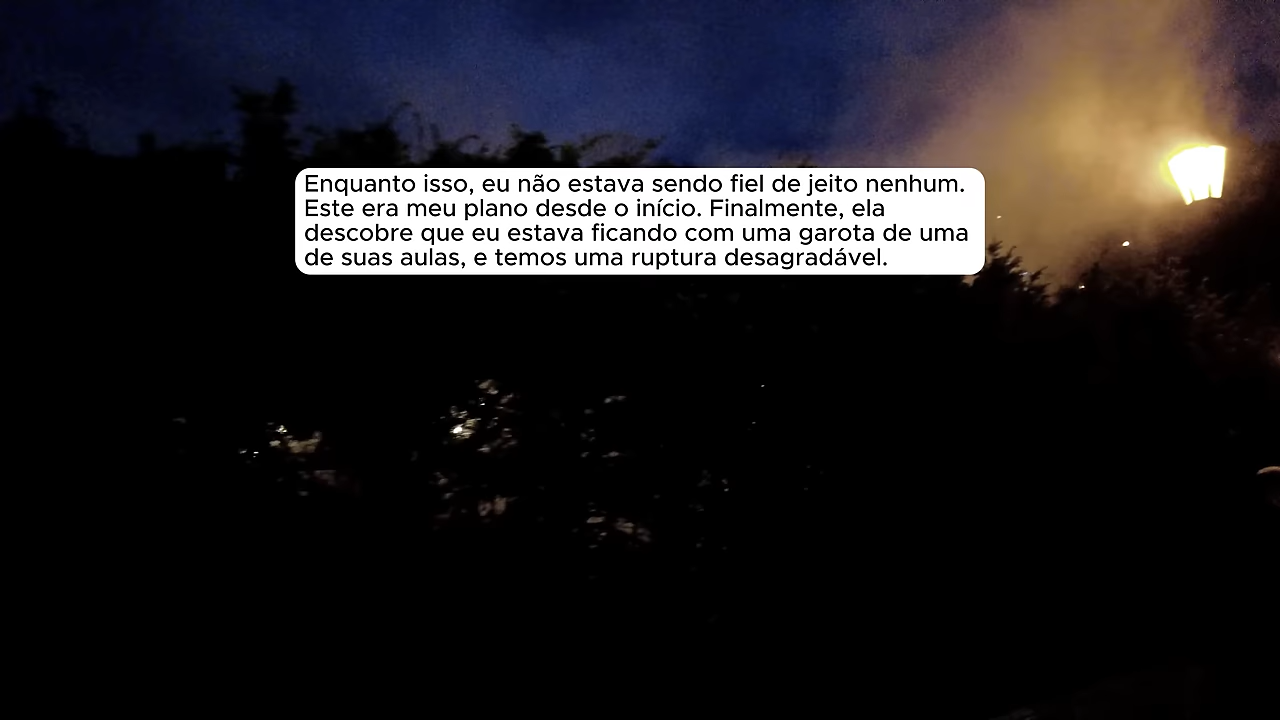 Enquanto isso, eu não estava sendo fiel de jeito nenhum.
Este era meu plano desde o início. Finalmente, ela
descobre que eu estava ficando com uma garota de uma
de suas aulas, e temos uma ruptura desagradável.